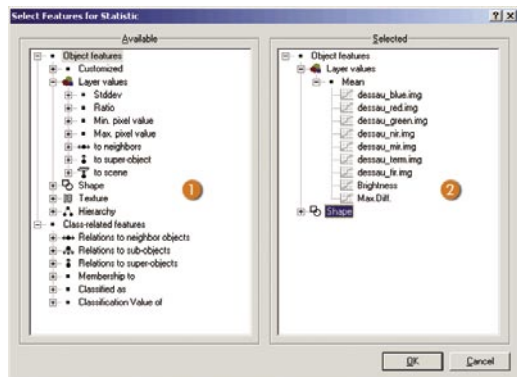 Select Features for Statistic
Available
Object features
Customized
Layer values
Stddev
Ratio
Min. pixel value
Max. pixel value
to neighbors
to super-object
to scene
Shape
Texture
Hierarchy
Class-related features
Relations to neighbor objects
Relations to sub-objects
Relations to super-objects
Membership to
Classified as
Classification Value of
1
Selected
Object features
Layer values
Mean
dessau_blue.img
dessau_red.img
dessau_green.img
dessau_nir.img
dessau_mir.img
dessau_term.img
dessau_fir.img
Brightness
Max.Diff.
Shape
2
OK
Cancel